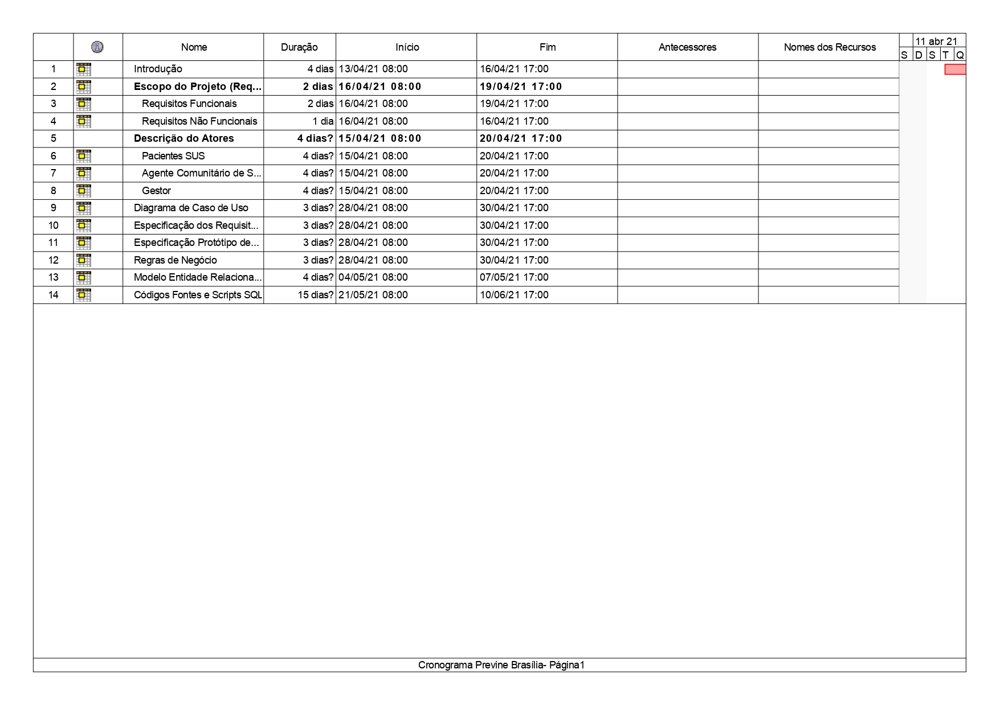 Nome Duração Início Fim Antecessores Nomes dos Recursos 11 abr 21
S D S T Q
1 Introdução 4 dias 13/04/21 08:00 16/04/21 17:00
2 Escopo do Projeto (Req... 2 dias 16/04/21 08:00 19/04/21 17:00
3 Requisitos Funcionais 2 dias 16/04/21 08:00 19/04/21 17:00
4 Requisitos Não Funcionais 1 dia 16/04/21 08:00 16/04/21 17:00
5 Descrição do Atores 4 dias? 15/04/21 08:00 20/04/21 17:00
6 Pacientes SUS 4 dias? 15/04/21 08:00 20/04/21 17:00
7 Agente Comunitário de S... 4 dias? 15/04/21 08:00 20/04/21 17:00
8 Gestor 4 dias? 15/04/21 08:00 20/04/21 17:00
9 Diagrama de Caso de Uso 3 dias? 28/04/21 08:00 30/04/21 17:00
10 Especificação dos Requisit... 3 dias? 28/04/21 08:00 30/04/21 17:00
11 Especificação Protótipo de... 3 dias? 28/04/21 08:00 30/04/21 17:00
12 Regras de Negócio 3 dias? 28/04/21 08:00 30/04/21 17:00
13 Modelo Entidade Relaciona... 4 dias? 04/05/21 08:00 07/05/21 17:00
14 Códigos Fontes e Scripts SQL 15 dias? 21/05/21 08:00 10/06/21 17:00
Cronograma Previne Brasília- Página1